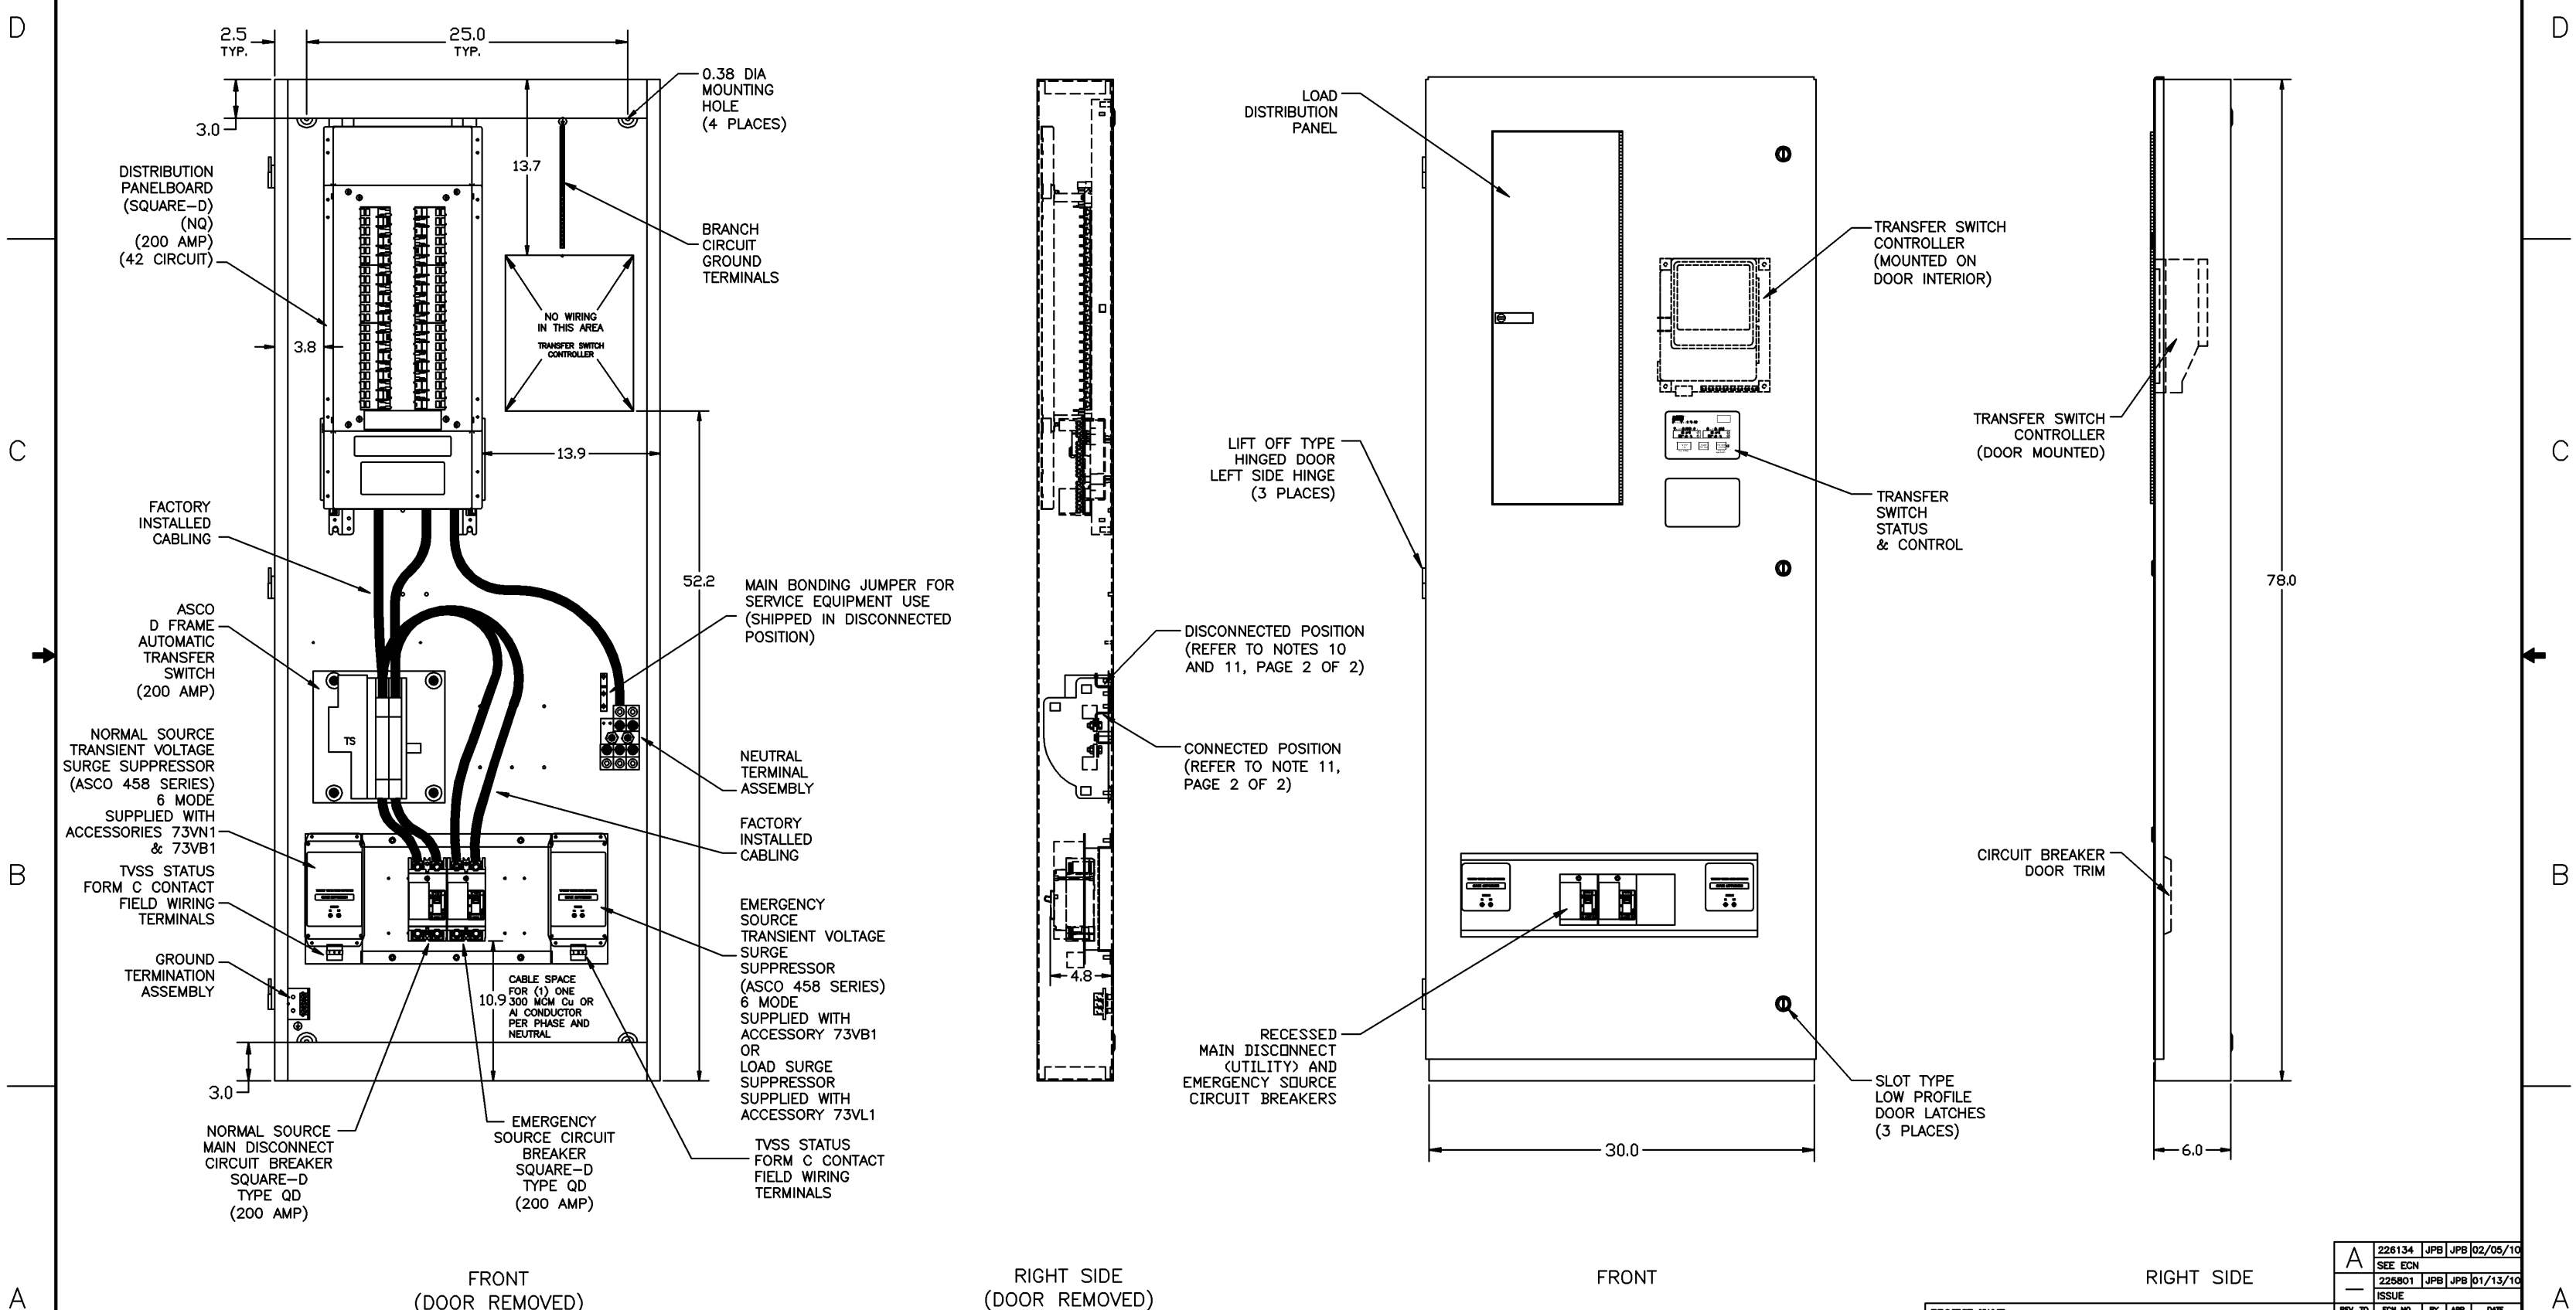 D
D
2.5
TYP.
25.0
TYP.
0.38 DIA
MOUNTING
HOLE
(4 PLACES)
3.0
13.7
DISTRIBUTION
PANELBOARD
(SQUARE-D)
(NQ)
(200 AMP)
(42 CIRCUIT)
BRANCH
CIRCUIT
GROUND
TERMINALS
NO WIRING
IN THIS AREA
TRANSFER SWITCH
CONTROLLER
3.8
13.9
C
C
FACTORY
INSTALLED
CABLING
52.2
MAIN BONDING JUMPER FOR
SERVICE EQUIPMENT USE
(SHIPPED IN DISCONNECTED
POSITION)
ASCO
D FRAME
AUTOMATIC
TRANSFER
SWITCH
(200 AMP)
TS
NORMAL SOURCE
TRANSIENT VOLTAGE
SURGE SUPPRESSOR
(ASCO 458 SERIES)
6 MODE
SUPPLIED WITH
ACCESSORIES 73VN1
& 73VB1
NEUTRAL
TERMINAL
ASSEMBLY
FACTORY
INSTALLED
CABLING
B
B
TVSS STATUS
FORM C CONTACT
FIELD WIRING
TERMINALS
GROUND
TERMINATION
ASSEMBLY
EMERGENCY
SOURCE
TRANSIENT VOLTAGE
SURGE
SUPPRESSOR
(ASCO 458 SERIES)
6 MODE
SUPPLIED WITH
ACCESSORY 73VB1
OR
LOAD SURGE
SUPPRESSOR
SUPPLIED WITH
ACCESSORY 73VL1
10.9
CABLE SPACE
FOR (1) ONE
300 MCM Cu OR
Al CONDUCTOR
PER PHASE AND
NEUTRAL
3.0
NORMAL SOURCE
MAIN DISCONNECT
CIRCUIT BREAKER
SQUARE-D
TYPE QD
(200 AMP)
EMERGENCY
SOURCE CIRCUIT
BREAKER
SQUARE-D
TYPE QD
(200 AMP)
TVSS STATUS
FORM C CONTACT
FIELD WIRING
TERMINALS
FRONT
(DOOR REMOVED)
DISCONNECTED POSITION
(REFER TO NOTES 10
AND 11, PAGE 2 OF 2)
CONNECTED POSITION
(REFER TO NOTE 11,
PAGE 2 OF 2)
4.8
RIGHT SIDE
(DOOR REMOVED)
LOAD
DISTRIBUTION
PANEL
TRANSFER SWITCH
CONTROLLER
(MOUNTED ON
DOOR INTERIOR)
LIFT OFF TYPE
HINGED DOOR
LEFT SIDE HINGE
(3 PLACES)
TRANSFER
SWITCH
STATUS
& CONTROL
RECESSED
MAIN DISCONNECT
(UTILITY) AND
EMERGENCY SOURCE
CIRCUIT BREAKERS
SLOT TYPE
LOW PROFILE
DOOR LATCHES
(3 PLACES)
30.0
FRONT
TRANSFER SWITCH
CONTROLLER
(DOOR MOUNTED)
78.0
CIRCUIT BREAKER
DOOR TRIM
6.0
RIGHT SIDE
A
A
A 226134 JPB JPB 02/05/10
SEE ECN
— 225801 JPB JPB 01/13/10
ISSUE